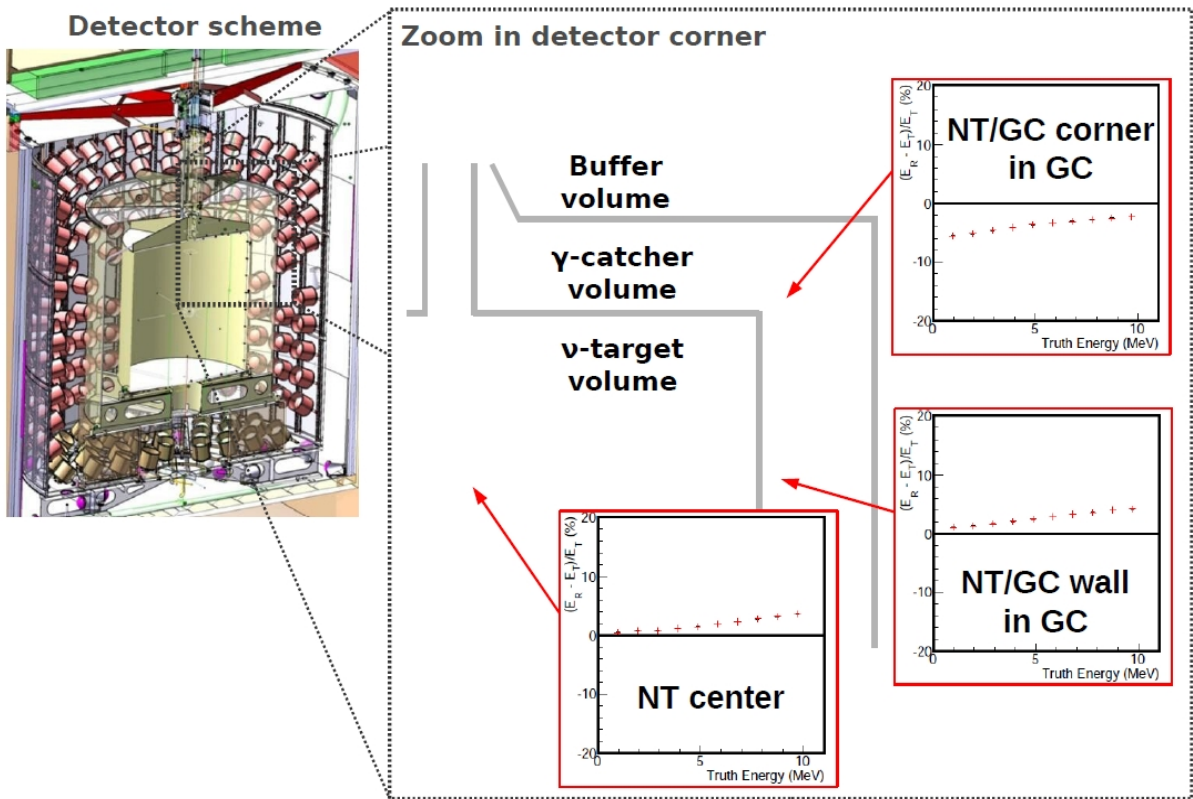 Detector scheme
Zoom in detector corner
Buffer
volume
γ-catcher
volume
ν-target
volume
(E_R - E_T)/E_T (%)
20
10
0
-10
-20
NT/GC corner
in GC
0
5
10
Truth Energy (MeV)
(E_R - E_T)/E_T (%)
20
10
0
-10
-20
NT/GC wall
in GC
0
5
10
Truth Energy (MeV)
(E_R - E_T)/E_T (%)
20
10
0
-10
-20
NT center
0
5
10
Truth Energy (MeV)